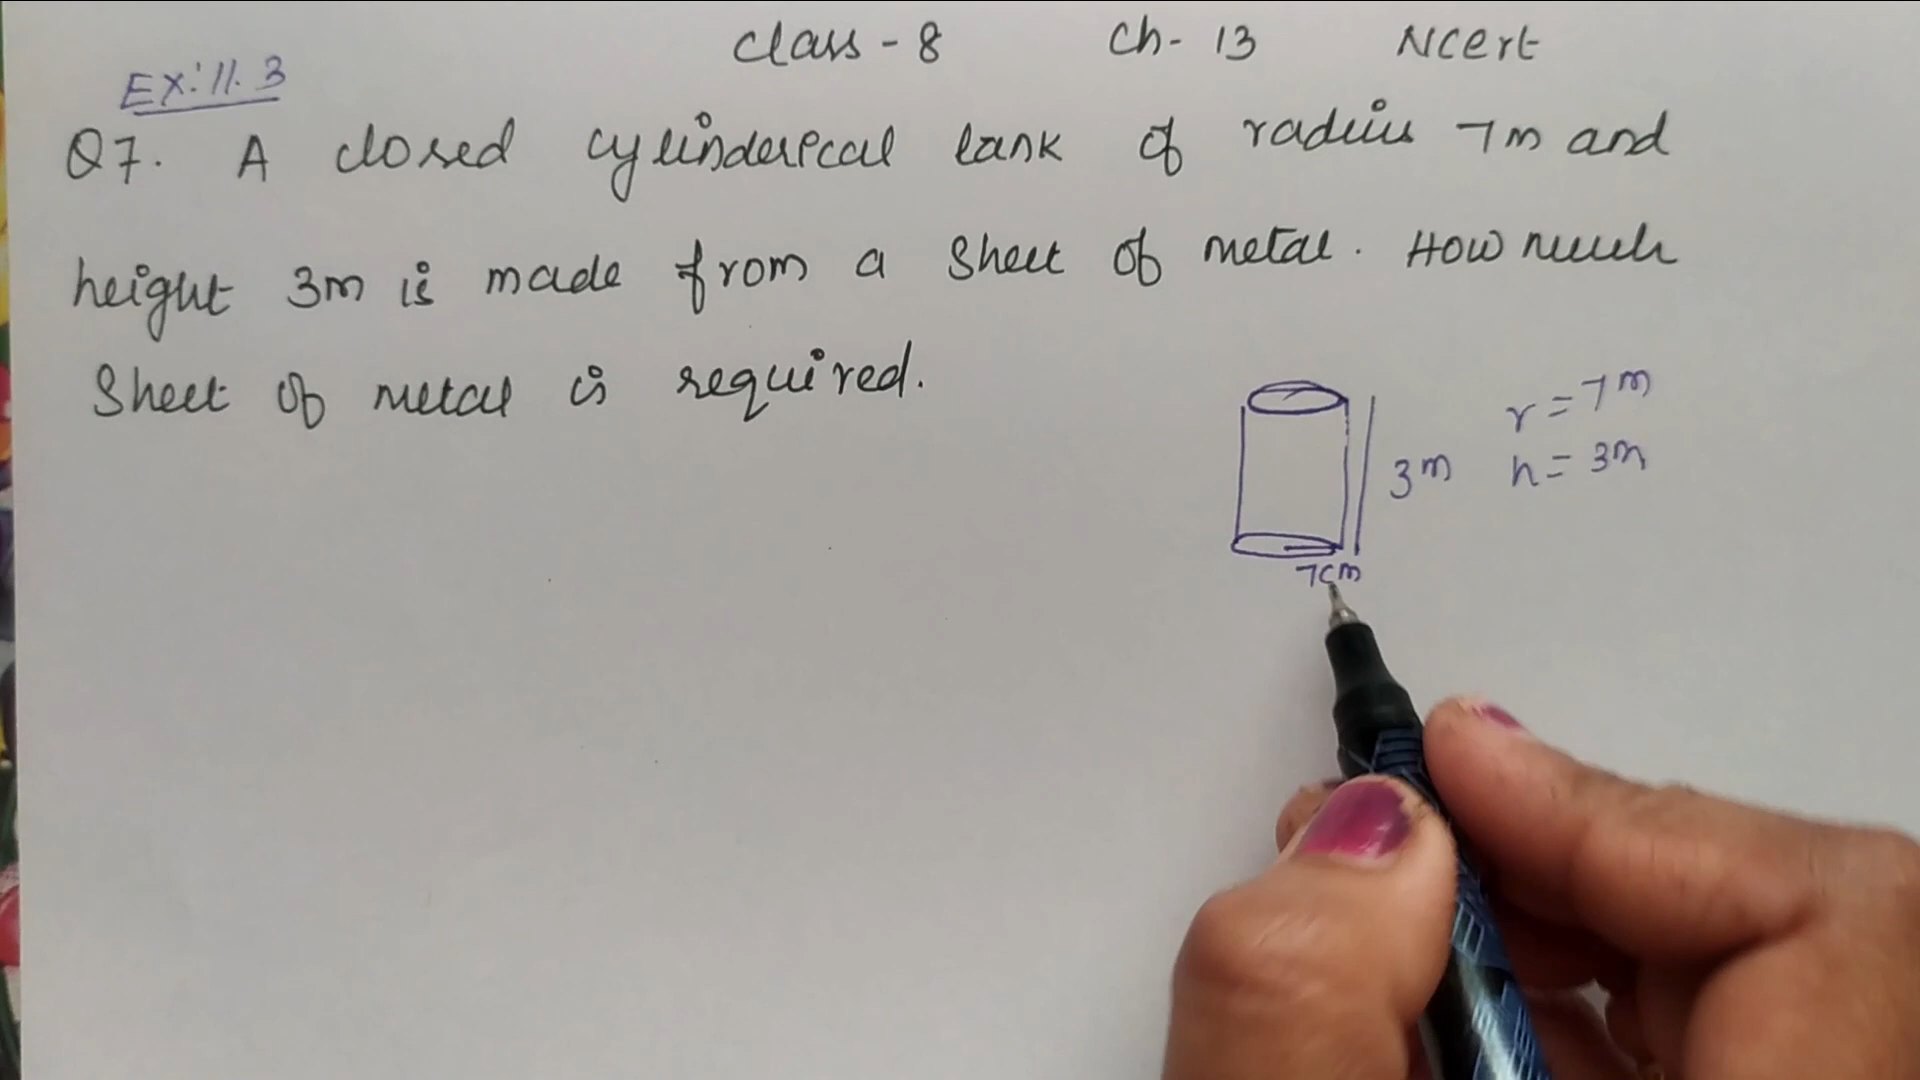 Class - 8 Ch- 13 Ncert
Ex: 11.3
Q7. A closed cylinderical tank of radius 7m and
height 3m is made from a Sheet of metal. How much
Sheet of metal is required.
r = 7m
3m h = 3m
7cm